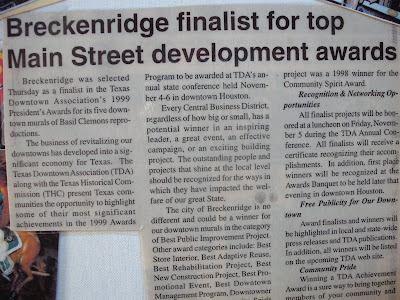 Breckenridge finalist for top
Main Street development awards
Breckenridge was selected
Thursday as a finalist in the Texas
Downtown Association's 1999
President's Awards for its five down-
town murals of Basil Clemons repro-
ductions.
The business of revitalizing our
downtowns has developed into a sig-
nificant economy for Texas. The
Texas Downtown Association (TDA)
along with the Texas Historical Com-
mission (THC) present Texas com-
munities the opportunity to highlight
some of their most significant
achievements in the 1999 Awards
Program to be awarded at TDA's an-
nual state conference held Novem-
ber 4-6 in downtown Houston.
Every Central Business District,
regardless of how big or small, has a
potential winner in an inspiring
leader, a great event, an effective
campaign, or an exciting building
project. The outstanding people and
projects that shine at the local level
should be recognized for the ways in
which they have impacted the wel-
fare of our great State.
The city of Breckenridge is no
different and could be a winner for
our downtown murals in the category
of Best Public Improvement Project.
Other award categories include: Best
Store Interior, Best Adaptive Reuse,
Best Rehabilitation Project, Best
New Construction Project, Best Pro-
motional Event, Best Downtown
Management Program, Downtowner
project was a 1998 winner for the
Community Spirit Award.
Recognition & Networking Op-
portunities
All finalist projects will be hon-
ored at a luncheon on Friday, Novem-
ber 5 during the TDA Annual Confe-
rence. All finalists will receive a
certificate recognizing their accom-
plishments. In addition, first place
winners will be recognized at the
Awards Banquet to be held later that
evening in downtown Houston.
Free Publicity for Our Down-
town
Award finalists and winners will
be highlighted in local and state-wide
press releases and TDA publications.
In addition, all winners will be listed
on the upcoming TDA web site.
Community Pride
Winning a TDA Achievement
Award is a sure way to bring together
members of your community and